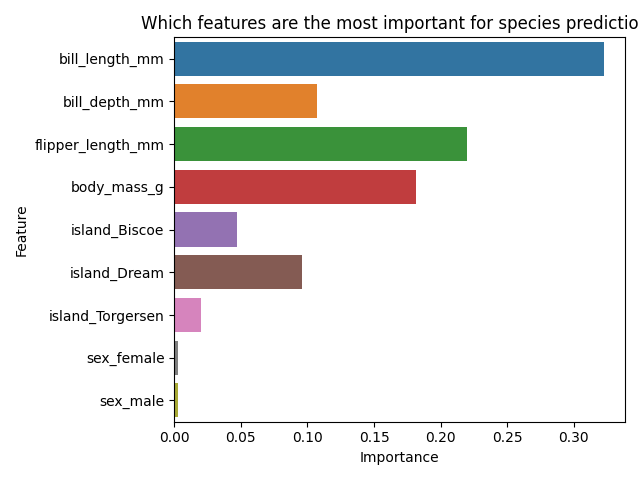 Which features are the most important for species predictio
bill_length_mm
bill_depth_mm
flipper_length_mm
body_mass_g
island_Biscoe
island_Dream
island_Torgersen
sex_female
sex_male
Feature
0.00 0.05 0.10 0.15 0.20 0.25 0.30
Importance